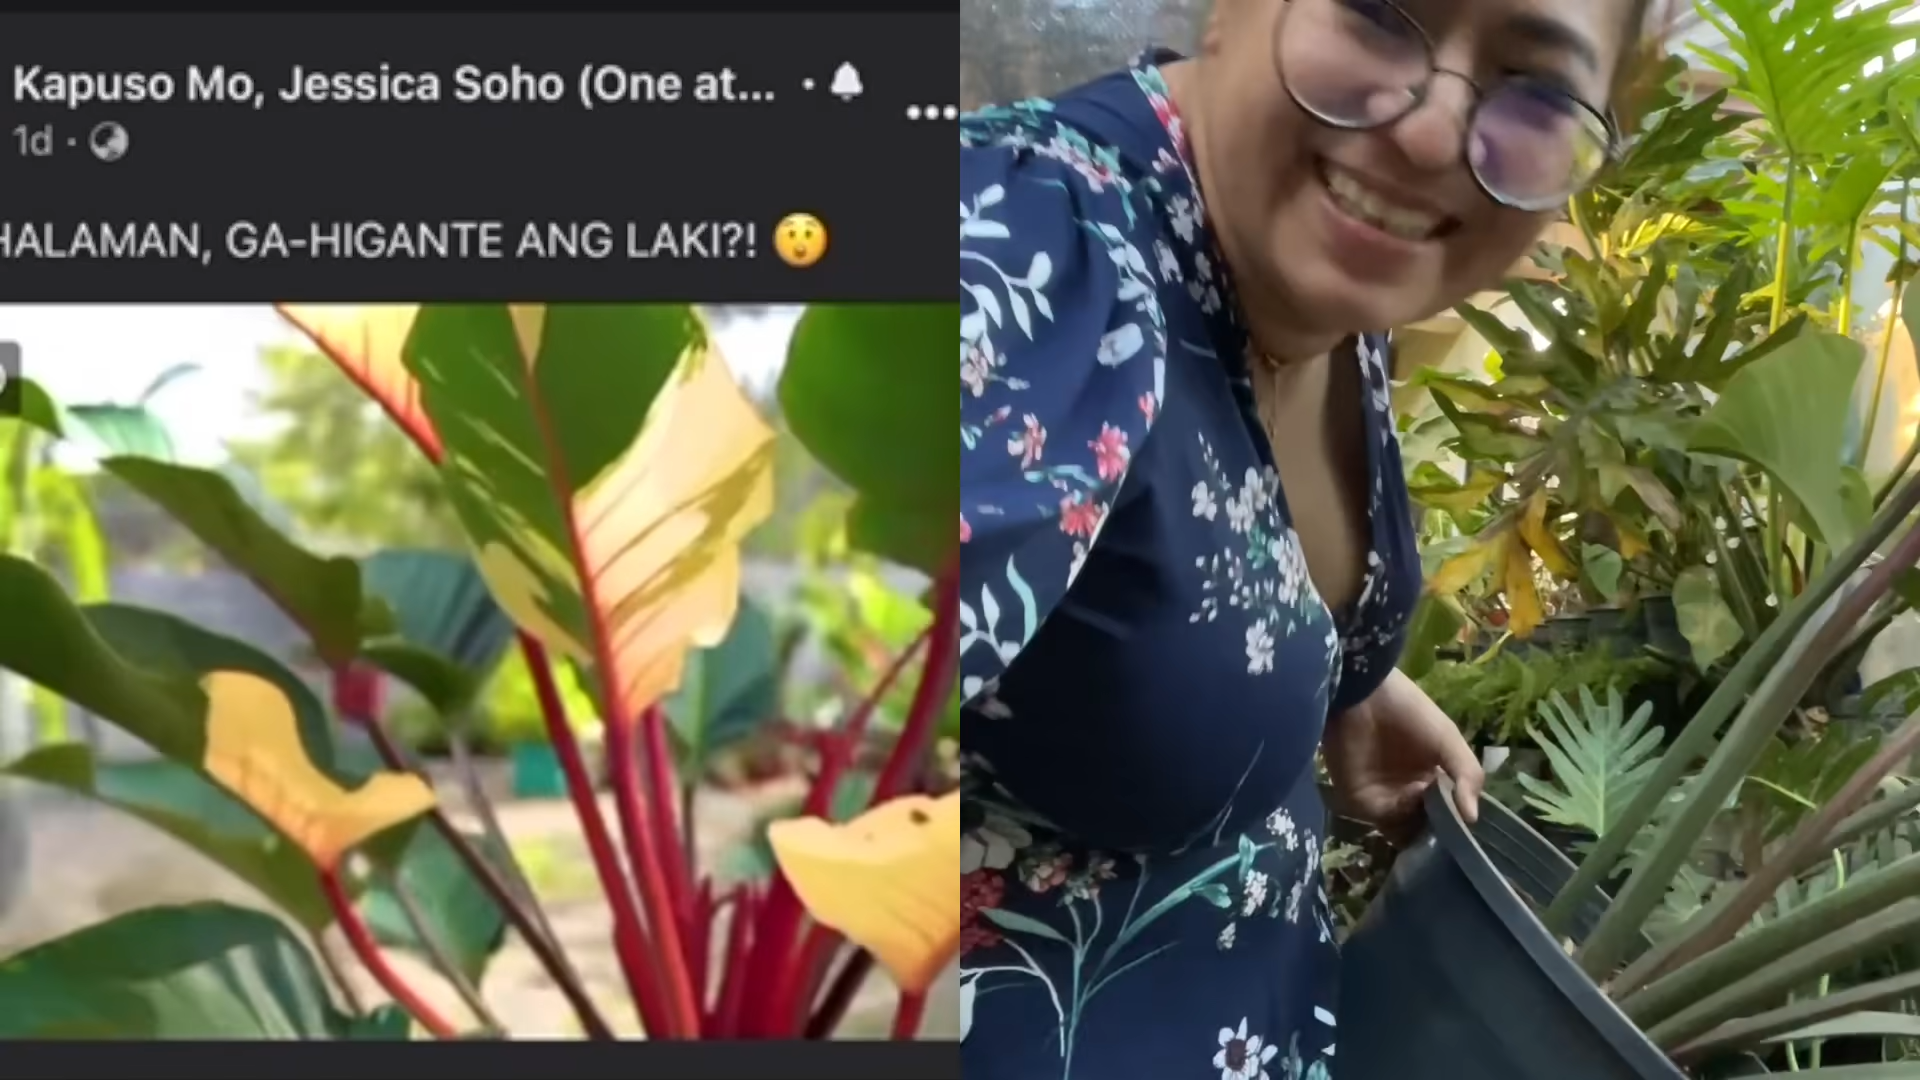 Kapuso Mo, Jessica Soho (One at...
1d
HALAMAN, GA-HIGANTE ANG LAKI?!